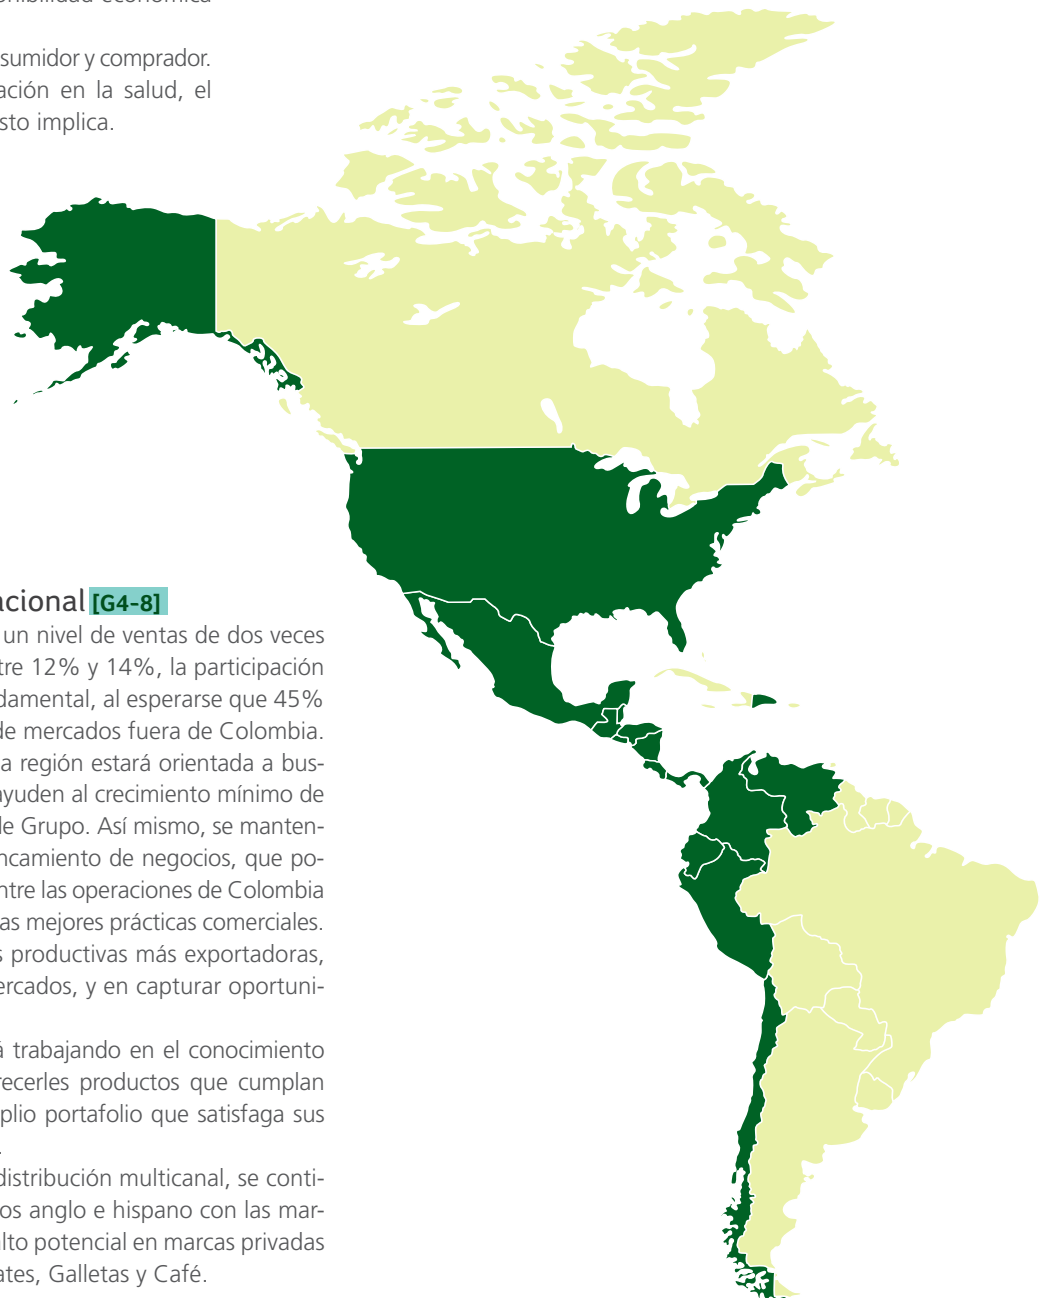 sumidor y comprador.
ación en la salud, el
sto implica.
acional [G4-8]
un nivel de ventas de dos veces
tre 12% y 14%, la participación
damental, al esperarse que 45%
de mercados fuera de Colombia.
a región estará orientada a bus-
ayuden al crecimiento mínimo de
de Grupo. Así mismo, se manten-
ncamiento de negocios, que po-
ntre las operaciones de Colombia
as mejores prácticas comerciales.
s productivas más exportadoras,
ercados, y en capturar oportuni-
á trabajando en el conocimiento
recerles productos que cumplan
plio portafolio que satisfaga sus
.
distribución multicanal, se conti-
os anglo e hispano con las mar-
alto potencial en marcas privadas
ates, Galletas y Café.